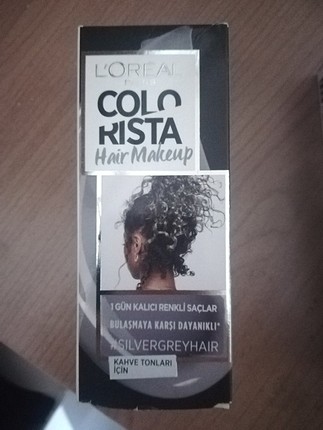 L'ORÉAL
COLO
RISTA
Hair Makeup
1 GÜN KALICI RENKLİ SAÇLAR
BULAŞMAYA KARŞI DAYANIKLI*
#SILVERGREYHAIR
KAHVE TONLARI
İÇİN